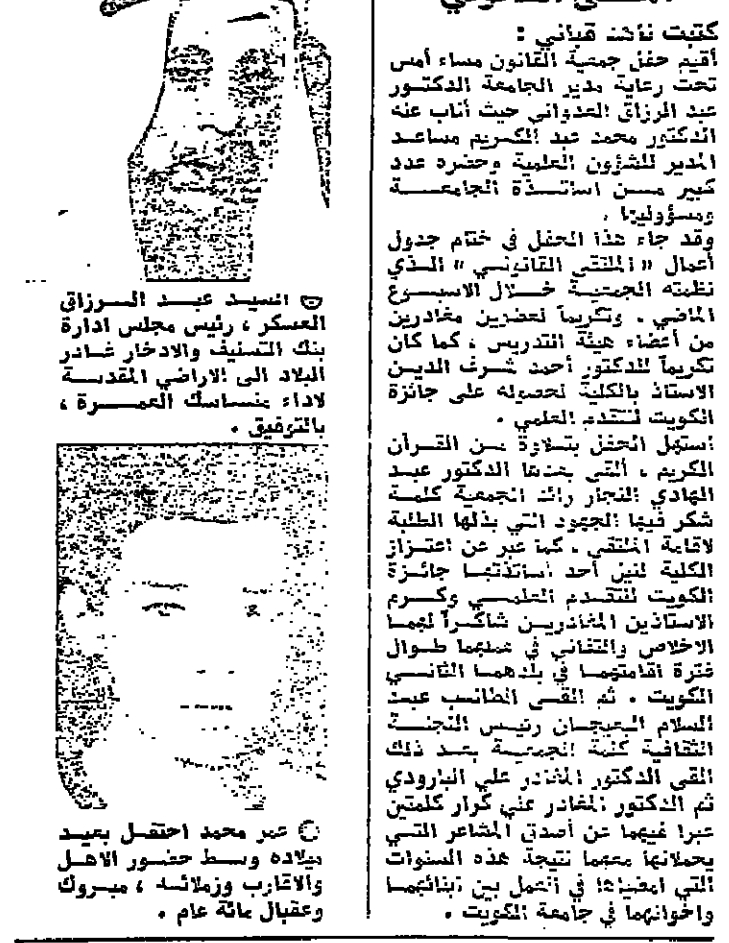 كتبت ناشد قباني :
أقيم حفل جمعية القانون مساء أمس
تحت رعاية مدير الجامعة الدكتور
عبد الرزاق العدواني حيث أناب عنه
الدكتور محمد عبد الكريم مساعد
المدير للشؤون العلمية وحضره عدد
كبير من اساتذة الجامعة
ومسؤوليها .
وقد جاء هذا الحفل في ختام جدول
أعمال « الملتقى القانوني » الذي
نظمته الجمعية خلال الاسبوع
الماضي . وتكريماً لعضوين مغادرين
من أعضاء هيئة التدريس ، كما كان
تكريماً للدكتور أحمد شرف الدين
الاستاذ بالكلية لحصوله على جائزة
الكويت للتقدم العلمي .
استهل الحفل بتلاوة من القرآن
الكريم ، ألقى بعدها الدكتور عبد
الهادي النجار رائد الجمعية كلمة
شكر فيها الجهود التي بذلها الطلبة
لاقامة الملتقى ، كما عبر عن اعتزاز
الكلية لنيل أحد أساتذتها جائزة
الكويت للتقدم العلمي وكرم
الاستاذين المغادرين شاكراً لهما
الاخلاص والتفاني في عملهما طوال
فترة اقامتهما في بلدهما الثاني
الكويت . ثم القى الطالب عبد
السلام رئيس اللجنة
الثقافية كلمة الجمعية بعد ذلك
القى الدكتور المغادر علي البارودي
ثم الدكتور المغادر علي كرار كلمتين
عبرا فيهما عن أصدق المشاعر التي
يحملانها معهما نتيجة هذه السنوات
التي امضياها في العمل بين أبنائهما
واخوانهما في جامعة الكويت .
السيد عبد الرزاق
العسكر ، رئيس مجلس ادارة
بنك التسليف والادخار غادر
البلاد الى الاراضي المقدسة
لاداء مناسك العمرة ،
بالتوفيق .
عمر محمد احتفل بعيد
ميلاده وسط حضور الاهل
والاقارب وزملائه ، مبروك
وعقبال مائة عام .